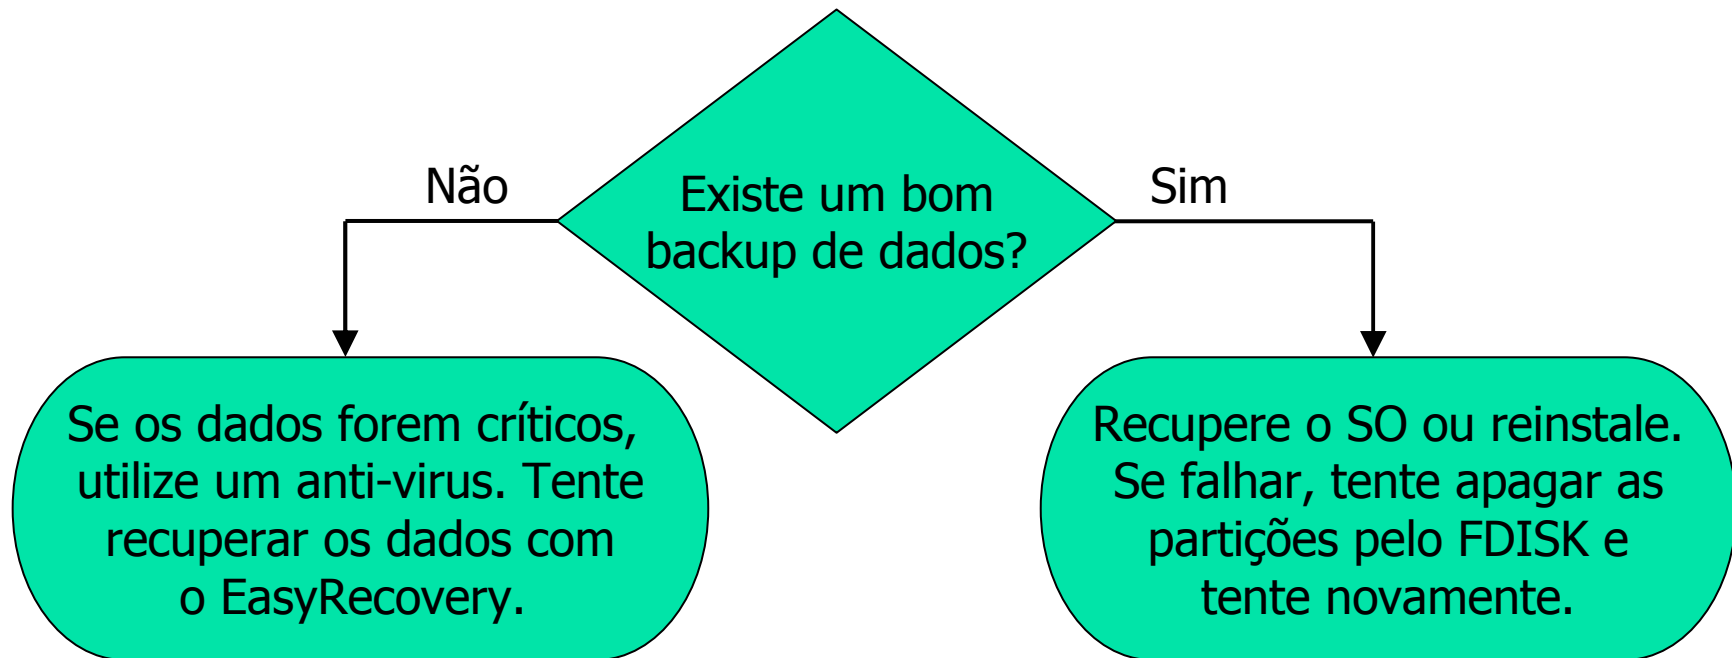 Não
Existe um bom
backup de dados?
Sim
Se os dados forem críticos,
utilize um anti-virus. Tente
recuperar os dados com
o EasyRecovery.
Recupere o SO ou reinstale.
Se falhar, tente apagar as
partições pelo FDISK e
tente novamente.